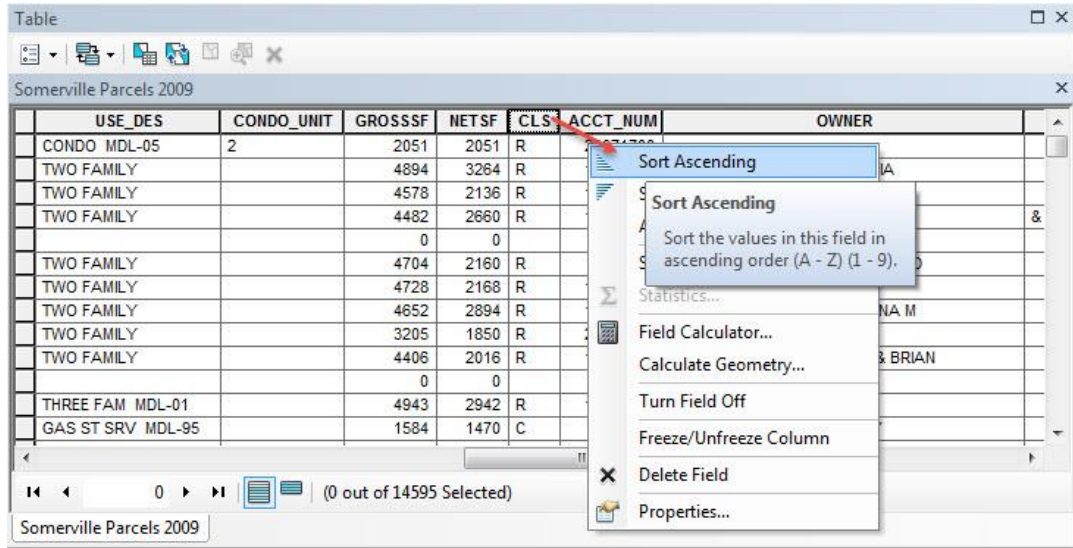 Table
Somerville Parcels 2009
USE_DES CONDO_UNIT GROSSSF NETSF CLS ACCT_NUM OWNER
CONDO MDL-05 2 2051 2051 R
TWO FAMILY 4894 3264 R IA
TWO FAMILY 4578 2136 R
TWO FAMILY 4482 2660 R &
0 0
TWO FAMILY 4704 2160 R
TWO FAMILY 4728 2168 R
TWO FAMILY 4652 2894 R NA M
TWO FAMILY 3205 1850 R
TWO FAMILY 4406 2016 R & BRIAN
0 0
THREE FAM MDL-01 4943 2942 R
GAS ST SRV MDL-95 1584 1470 C
Sort Ascending
Sort Ascending
Sort the values in this field in
ascending order (A - Z) (1 - 9).
Statistics...
Field Calculator...
Calculate Geometry...
Turn Field Off
Freeze/Unfreeze Column
Delete Field
Properties...
0 (0 out of 14595 Selected)
Somerville Parcels 2009